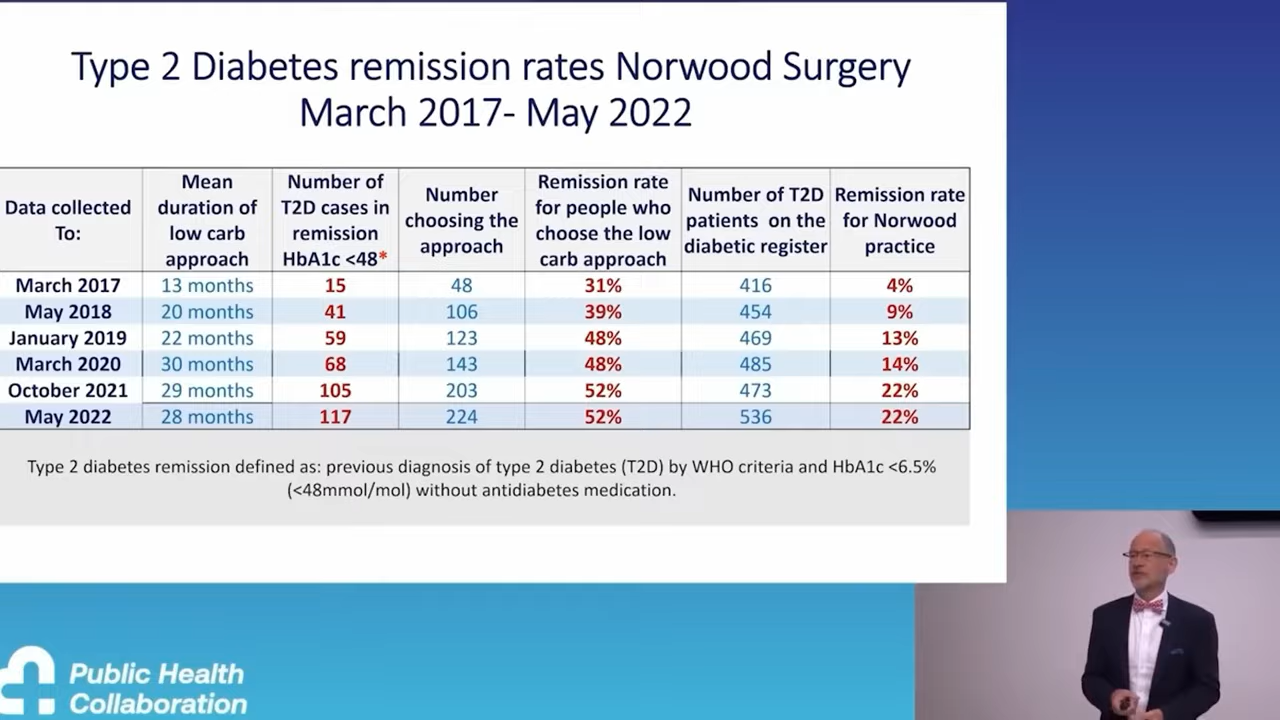 Type 2 Diabetes remission rates Norwood Surgery
March 2017- May 2022
Data collected To: Mean duration of low carb approach Number of T2D cases in remission HbA1c <48* Number choosing the approach Remission rate for people who choose the low carb approach Number of T2D patients on the diabetic register Remission rate for Norwood practice
March 2017 13 months 15 48 31% 416 4%
May 2018 20 months 41 106 39% 454 9%
January 2019 22 months 59 123 48% 469 13%
March 2020 30 months 68 143 48% 485 14%
October 2021 29 months 105 203 52% 473 22%
May 2022 28 months 117 224 52% 536 22%
Type 2 diabetes remission defined as: previous diagnosis of type 2 diabetes (T2D) by WHO criteria and HbA1c <6.5%
(<48mmol/mol) without antidiabetes medication.
Public Health
Collaboration